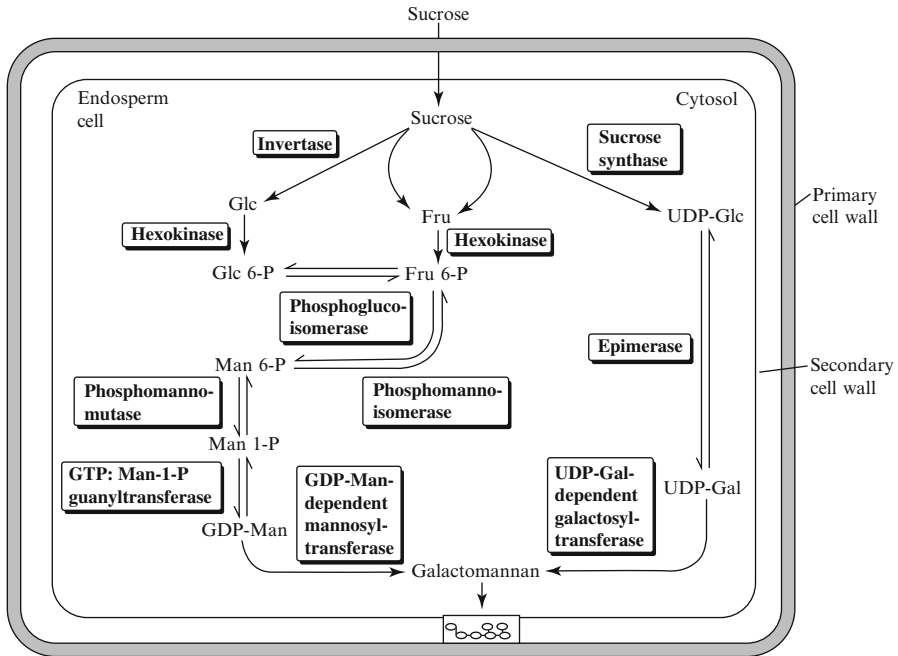 Sucrose
Endosperm
cell
Cytosol
Sucrose
Invertase
Sucrose
synthase
Primary
cell wall
Glc
Fru
UDP-Glc
Hexokinase
Hexokinase
Glc 6-P
Fru 6-P
Phosphogluco-
isomerase
Epimerase
Man 6-P
Secondary
cell wall
Phosphomanno-
mutase
Phosphomanno-
isomerase
Man 1-P
GTP: Man-1-P
guanyltransferase
GDP-Man-
dependent
mannosyl-
transferase
UDP-Gal-
dependent
galactosyl-
transferase
UDP-Gal
GDP-Man
Galactomannan